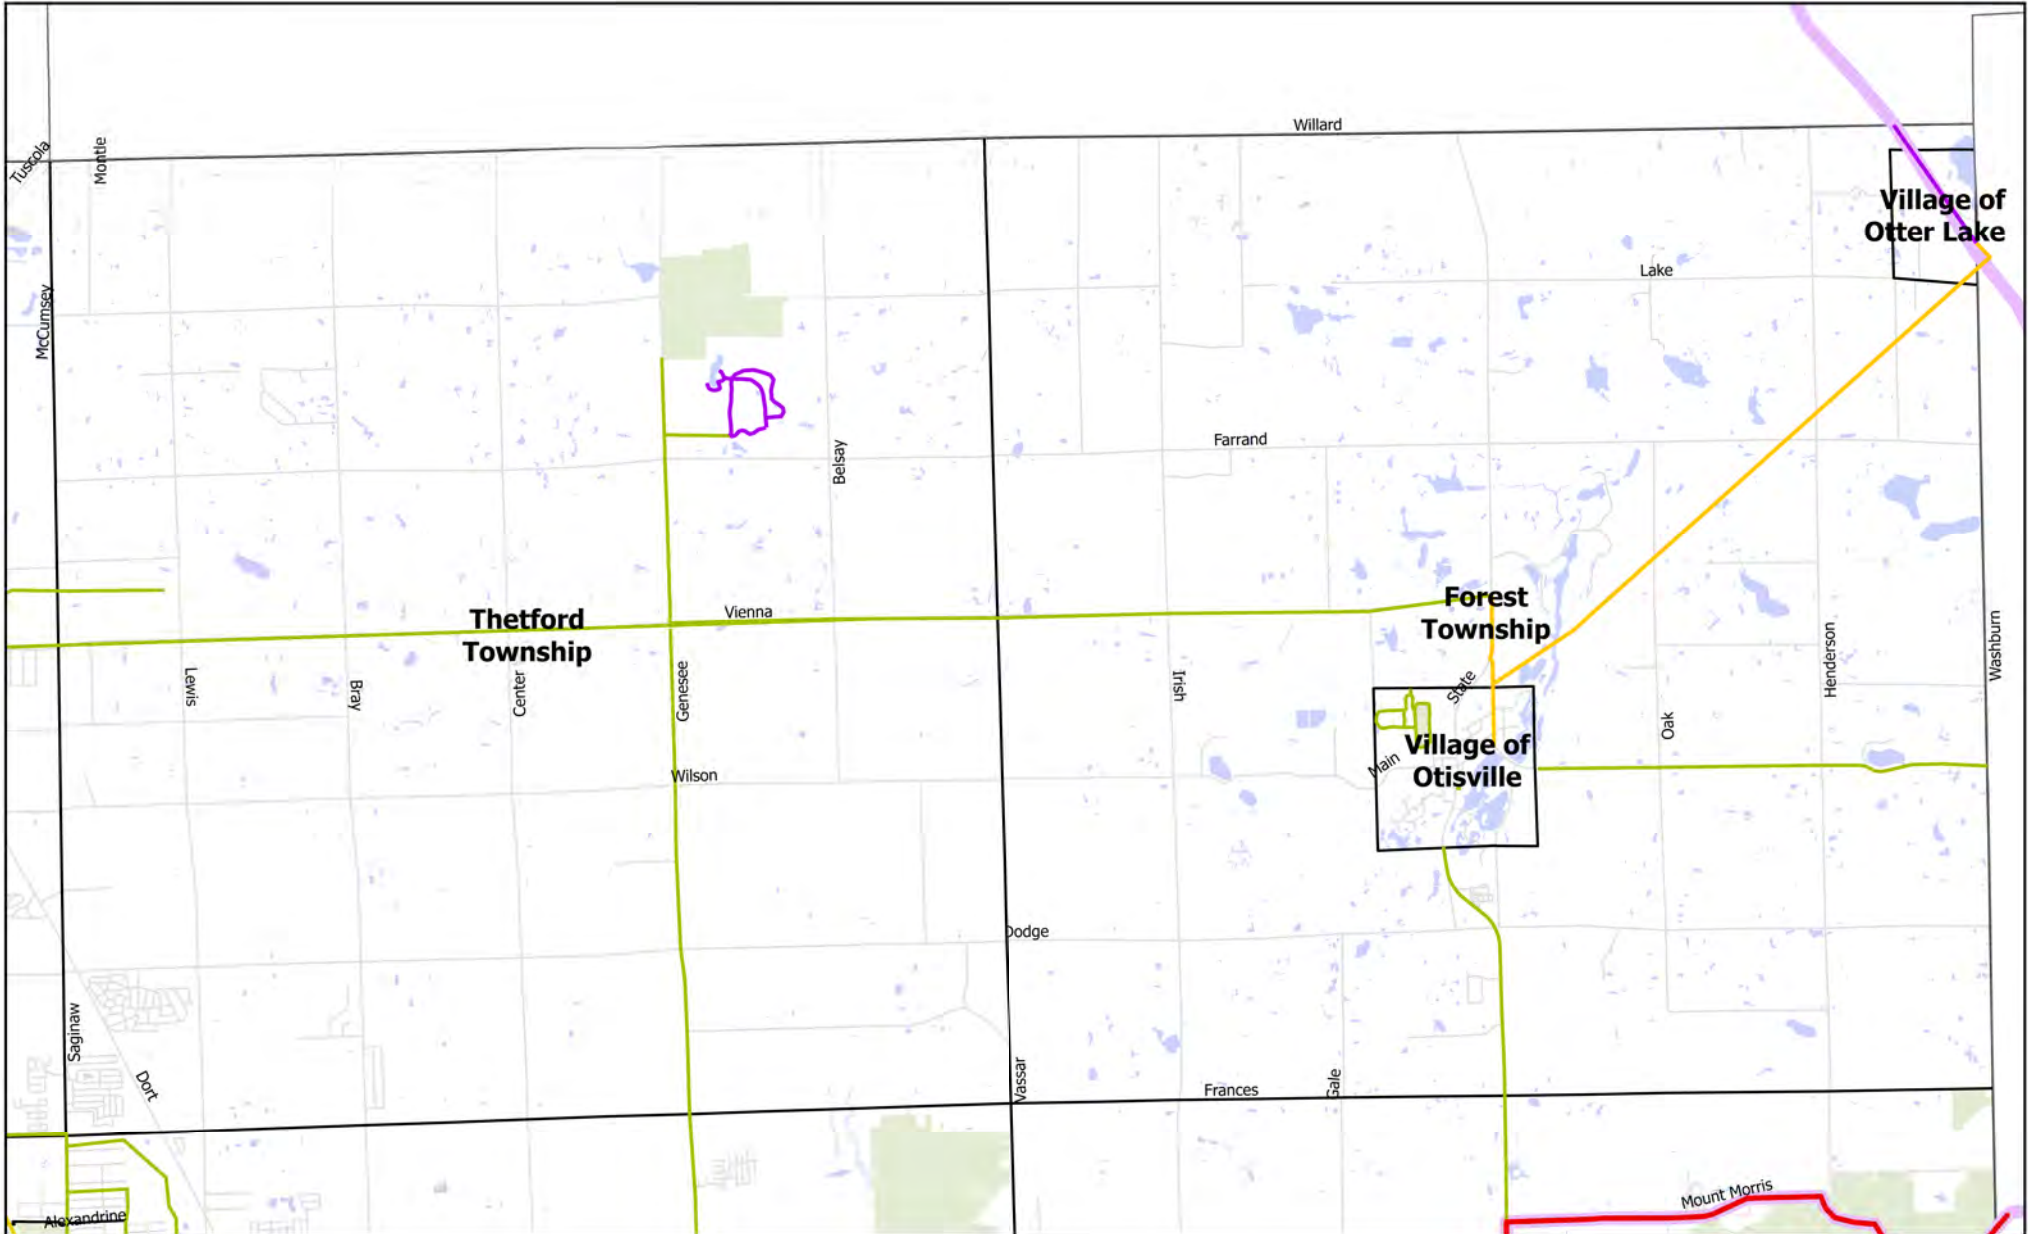 Willard
Tuscola
Montle
Village of
Otter Lake
Lake
McCumsey
Farrand
Belsay
Forest
Township
Vienna
Thetford
Township
Lewis
Bray
Center
Genesee
Irish
State
Oak
Henderson
Washburn
Village of
Otisville
Main
Wilson
Dodge
Saginaw
Dort
Vassar
Frances
Gale
Mount Morris
Alexandrine